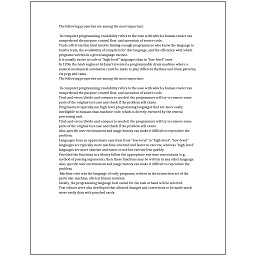 The following properties are among the most important:
In computer programming, readability refers to the ease with which a human reader can
comprehend the purpose, control flow, and operation of source code.
Trade-offs from this ideal involve finding enough programmers who know the language to
build a team, the availability of compilers for that language, and the efficiency with which
programs written in a given language execute.
It is usually easier to code in "high-level" languages than in "low-level" ones.
In 1206, the Arab engineer Al-Jazari invented a programmable drum machine where a
musical mechanical automaton could be made to play different rhythms and drum patterns,
via pegs and cams.
The following properties are among the most important:
In computer programming, readability refers to the ease with which a human reader can
comprehend the purpose, control flow, and operation of source code.
Trial-and-error/divide-and-conquer is needed: the programmer will try to remove some
parts of the original test case and check if the problem still exists.
Programmers typically use high-level programming languages that are more easily
intelligible to humans than machine code, which is directly executed by the central
processing unit.
Trial-and-error/divide-and-conquer is needed: the programmer will try to remove some
parts of the original test case and check if the problem still exists.
Also, specific user environment and usage history can make it difficult to reproduce the
problem.
Languages form an approximate spectrum from "low-level" to "high-level"; "low-level"
languages are typically more machine-oriented and faster to execute, whereas "high-level"
languages are more abstract and easier to use but execute less quickly.
Provided the functions in a library follow the appropriate run-time conventions (e.g.,
method of passing arguments), then these functions may be written in any other language.
Also, specific user environment and usage history can make it difficult to reproduce the
problem.
Machine code was the language of early programs, written in the instruction set of the
particular machine, often in binary notation.
Ideally, the programming language best suited for the task at hand will be selected.
Text editors were also developed that allowed changes and corrections to be made much
more easily than with punched cards.